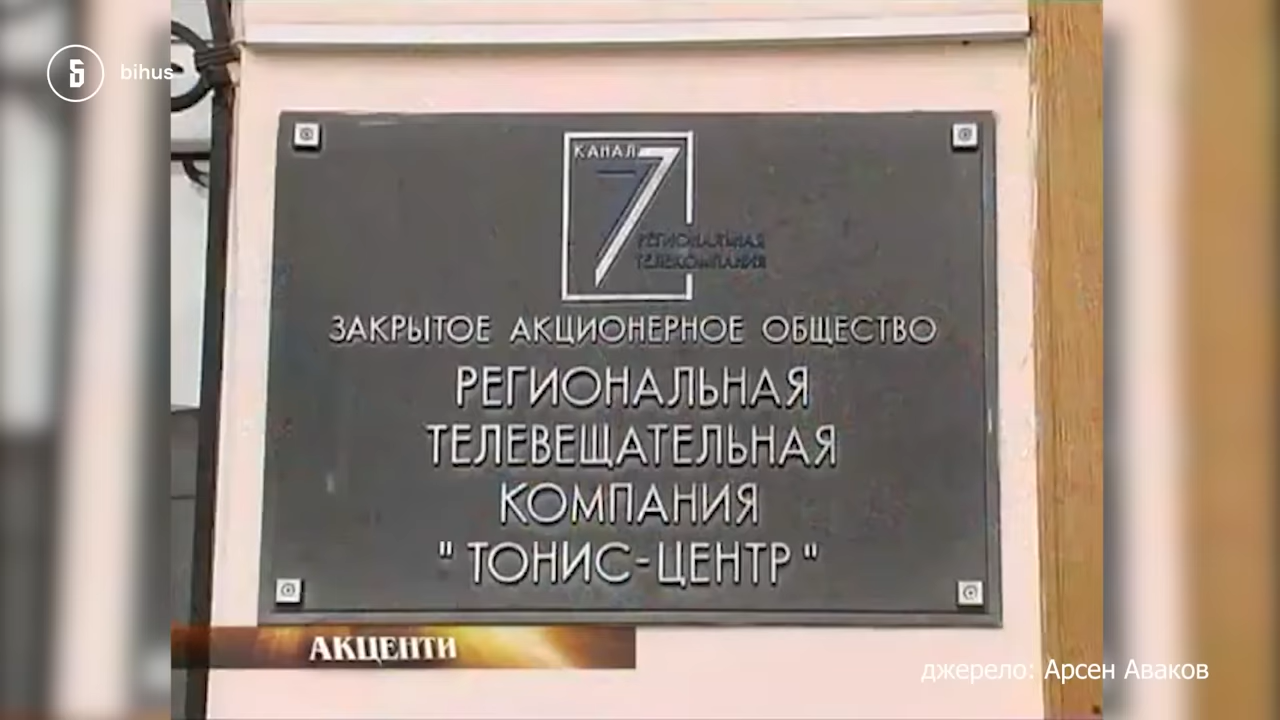 bihus
КАНАЛ 7
РЕГИОНАЛЬНАЯ
ТЕЛЕКОМПАНИЯ
ЗАКРЫТОЕ АКЦИОНЕРНОЕ ОБЩЕСТВО
РЕГИОНАЛЬНАЯ
ТЕЛЕВЕЩАТЕЛЬНАЯ
КОМПАНИЯ
"ТОНИС-ЦЕНТР"
АКЦЕНТИ
джерело: Арсен Аваков